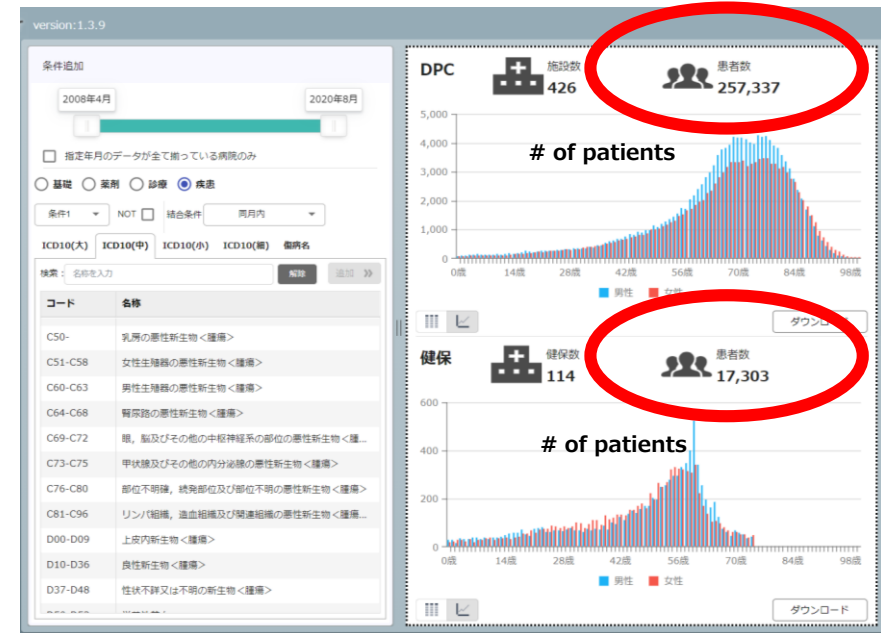 version:1.3.9
条件追加
2008年4月
2020年8月
指定年月のデータが全て揃っている病院のみ
基礎
薬剤
診療
疾患
条件1
NOT
結合条件
同月内
ICD10(大)
ICD10(中)
ICD10(小)
ICD10(細)
傷病名
検索：
名称を入力
解除
追加 »
コード
名称
C50-
乳房の悪性新生物<腫瘍>
C51-C58
女性生殖器の悪性新生物<腫瘍>
C60-C63
男性生殖器の悪性新生物<腫瘍>
C64-C68
腎尿路の悪性新生物<腫瘍>
C69-C72
眼，脳及びその他の中枢神経系の部位の悪性新生物<腫...
C73-C75
甲状腺及びその他の内分泌腺の悪性新生物<腫瘍>
C76-C80
部位不明確，続発部位及び部位不明の悪性新生物<腫瘍>
C81-C96
リンパ組織，造血組織及び関連組織の悪性新生物<腫瘍...
D00-D09
上皮内新生物<腫瘍>
D10-D36
良性新生物<腫瘍>
D37-D48
性状不詳又は不明の新生物<腫瘍>
DPC
施設数
426
患者数
257,337
# of patients
5,000
4,000
3,000
2,000
1,000
0
0歳
14歳
28歳
42歳
56歳
70歳
84歳
98歳
男性
女性
ダウンロード
健保
健保数
114
患者数
17,303
# of patients
600
400
200
0
0歳
14歳
28歳
42歳
56歳
70歳
84歳
98歳
男性
女性
ダウンロード